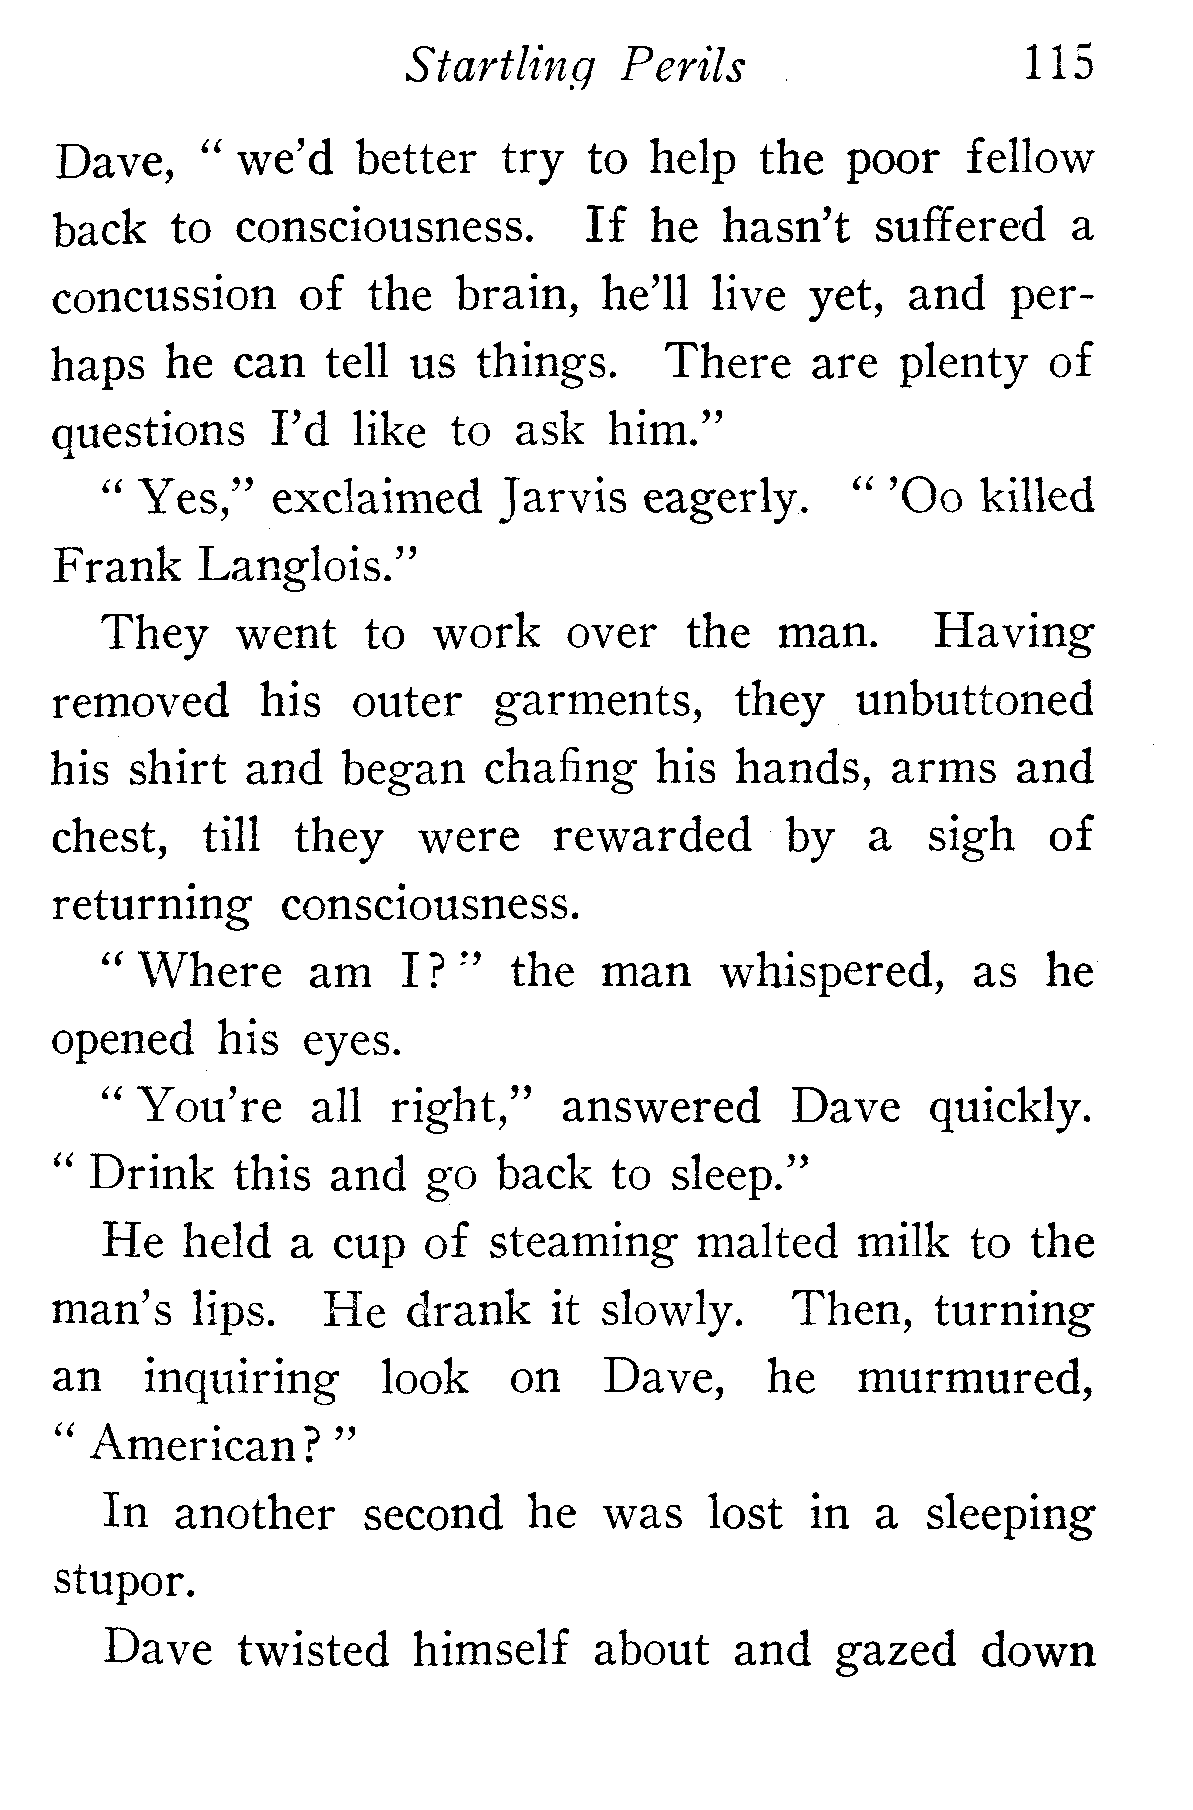 Startling Perils 115
Dave, “ we’d better try to help the poor fellow
back to consciousness. If he hasn’t suffered a
concussion of the brain, he’ll live yet, and per-
haps he can tell us things. There are plenty of
questions I’d like to ask him.”
“ Yes,” exclaimed Jarvis eagerly. “ ’Oo killed
Frank Langlois.”
They went to work over the man. Having
removed his outer garments, they unbuttoned
his shirt and began chafing his hands, arms and
chest, till they were rewarded by a sigh of
returning consciousness.
“ Where am I? ” the man whispered, as he
opened his eyes.
“ You’re all right,” answered Dave quickly.
“ Drink this and go back to sleep.”
He held a cup of steaming malted milk to the
man’s lips. He drank it slowly. Then, turning
an inquiring look on Dave, he murmured,
“ American? ”
In another second he was lost in a sleeping
stupor.
Dave twisted himself about and gazed down